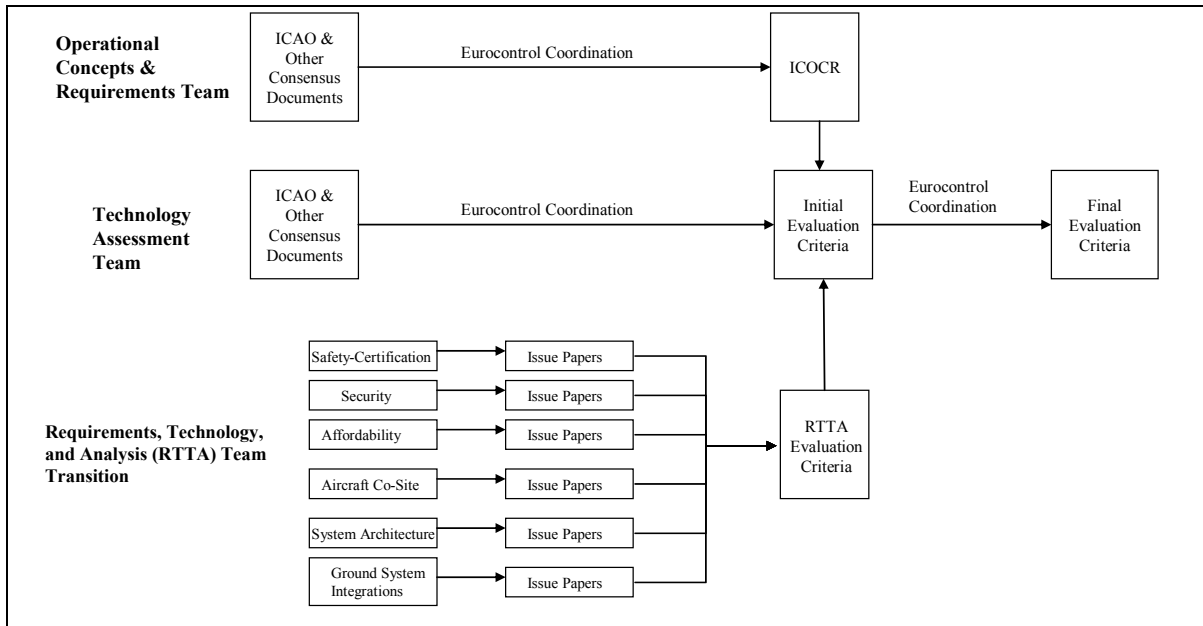 Operational
Concepts &
Requirements Team
ICAO &
Other
Consensus
Documents
Eurocontrol Coordination
ICOCR
Technology
Assessment
Team
ICAO &
Other
Consensus
Documents
Eurocontrol Coordination
Initial
Evaluation
Criteria
Eurocontrol
Coordination
Final
Evaluation
Criteria
Requirements, Technology,
and Analysis (RTTA) Team
Transition
Safety-Certification
Issue Papers
Security
Issue Papers
Affordability
Issue Papers
Aircraft Co-Site
Issue Papers
System Architecture
Issue Papers
Ground System
Integrations
Issue Papers
RTTA
Evaluation
Criteria